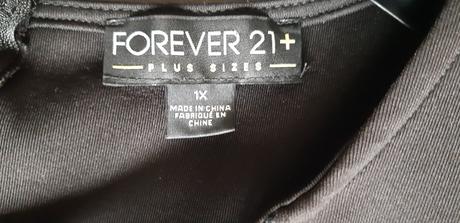 FOREVER 21+
PLUS SIZES
1X
MADE IN CHINA
FABRIQUÉ EN
CHINE